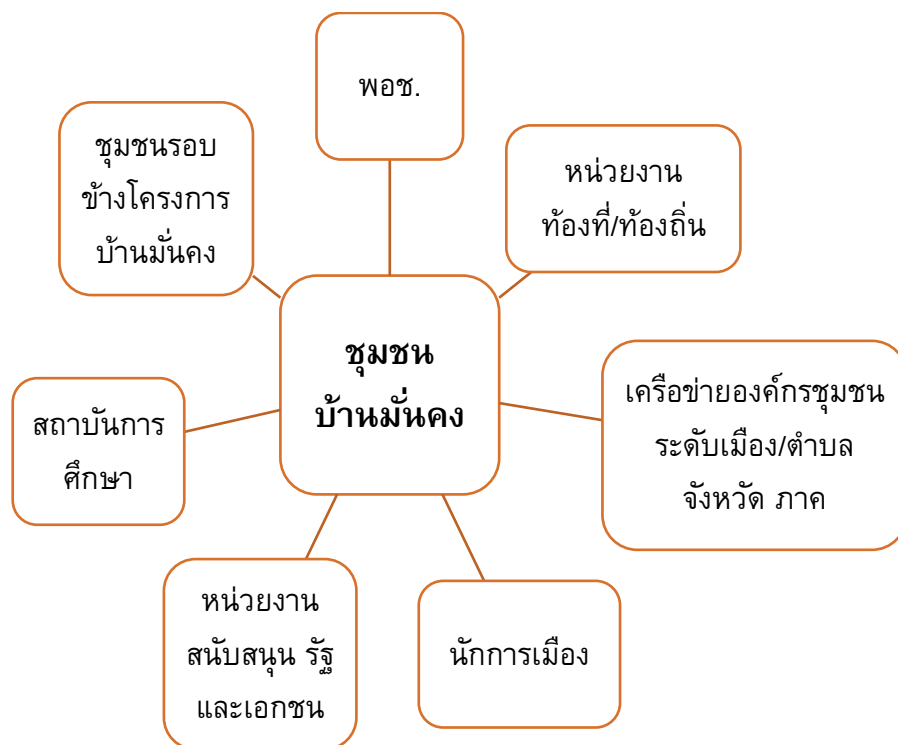 พอช.
ชุมชนรอบ
ข้างโครงการ
บ้านมั่นคง
หน่วยงาน
ท้องที่/ท้องถิ่น
ชุมชน
บ้านมั่นคง
เครือข่ายองค์กรชุมชน
ระดับเมือง/ตำบล
จังหวัด ภาค
สถาบันการ
ศึกษา
หน่วยงาน
สนับสนุน รัฐ
และเอกชน
นักการเมือง